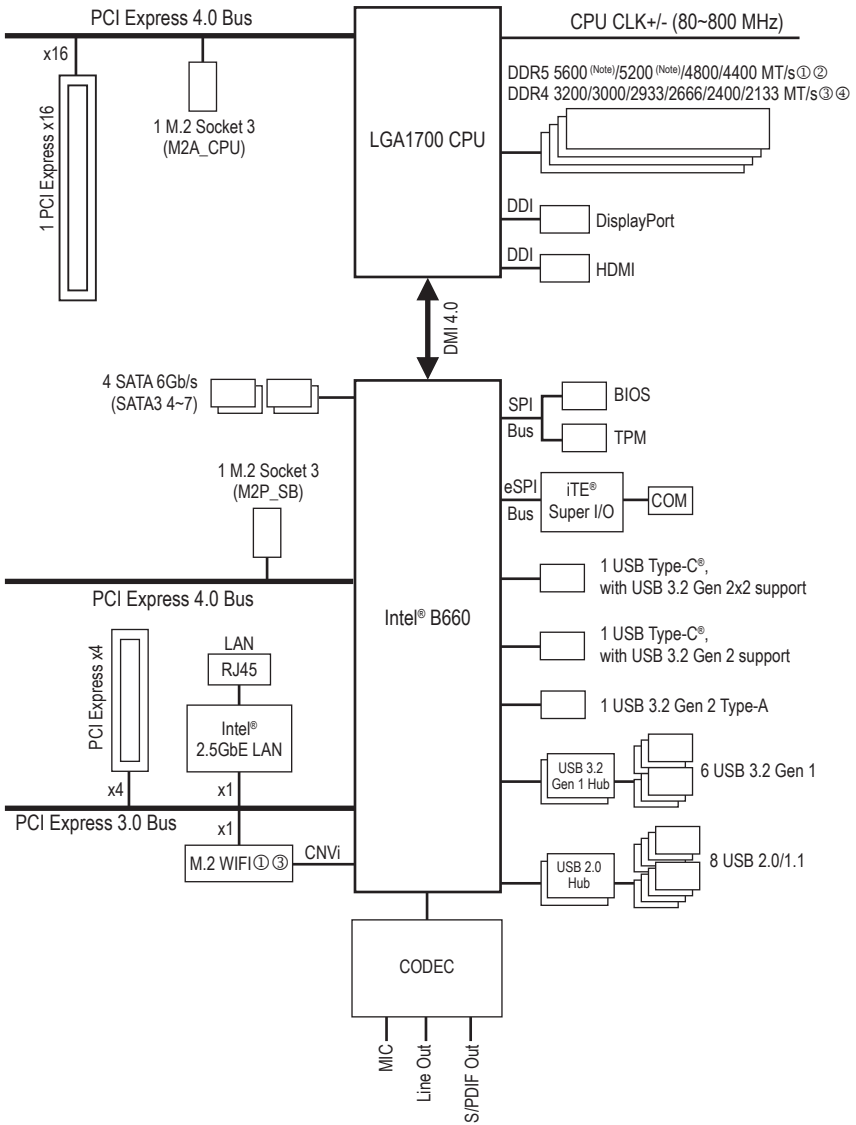 PCI Express 4.0 Bus
CPU CLK+/- (80~800 MHz)
x16
1 PCI Express x16
1 M.2 Socket 3
(M2A_CPU)
LGA1700 CPU
DDR5 5600 (Note)/5200 (Note)/4800/4400 MT/s①②
DDR4 3200/3000/2933/2666/2400/2133 MT/s③④
DDI
DisplayPort
DDI
HDMI
DMI 4.0
4 SATA 6Gb/s
(SATA3 4~7)
SPI
Bus
BIOS
TPM
1 M.2 Socket 3
(M2P_SB)
eSPI
Bus
iTE®
Super I/O
COM
PCI Express 4.0 Bus
Intel® B660
1 USB Type-C®,
with USB 3.2 Gen 2x2 support
1 USB Type-C®,
with USB 3.2 Gen 2 support
1 USB 3.2 Gen 2 Type-A
PCI Express x4
x4
LAN
RJ45
Intel®
2.5GbE LAN
x1
USB 3.2
Gen 1 Hub
6 USB 3.2 Gen 1
PCI Express 3.0 Bus
x1
M.2 WIFI①③
CNVi
USB 2.0
Hub
8 USB 2.0/1.1
CODEC
MIC
Line Out
S/PDIF Out